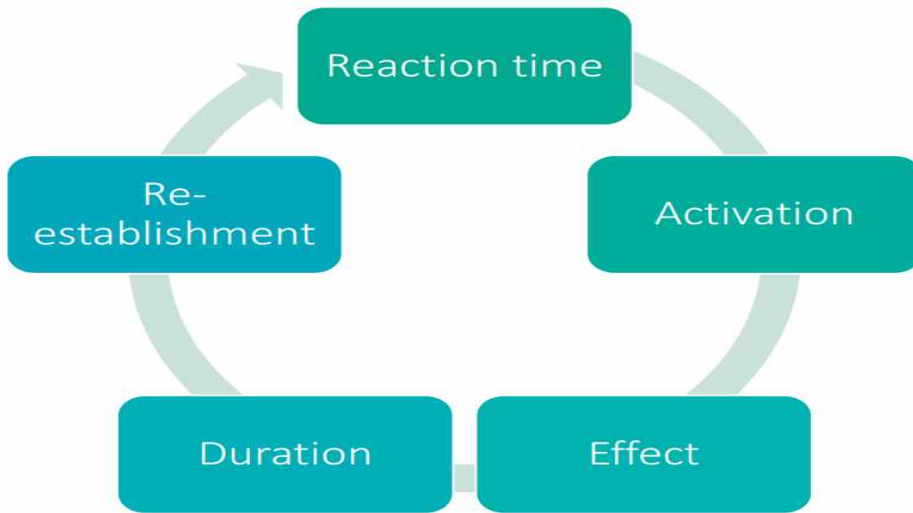 Reaction time
Activation
Effect
Duration
Re-
establishment